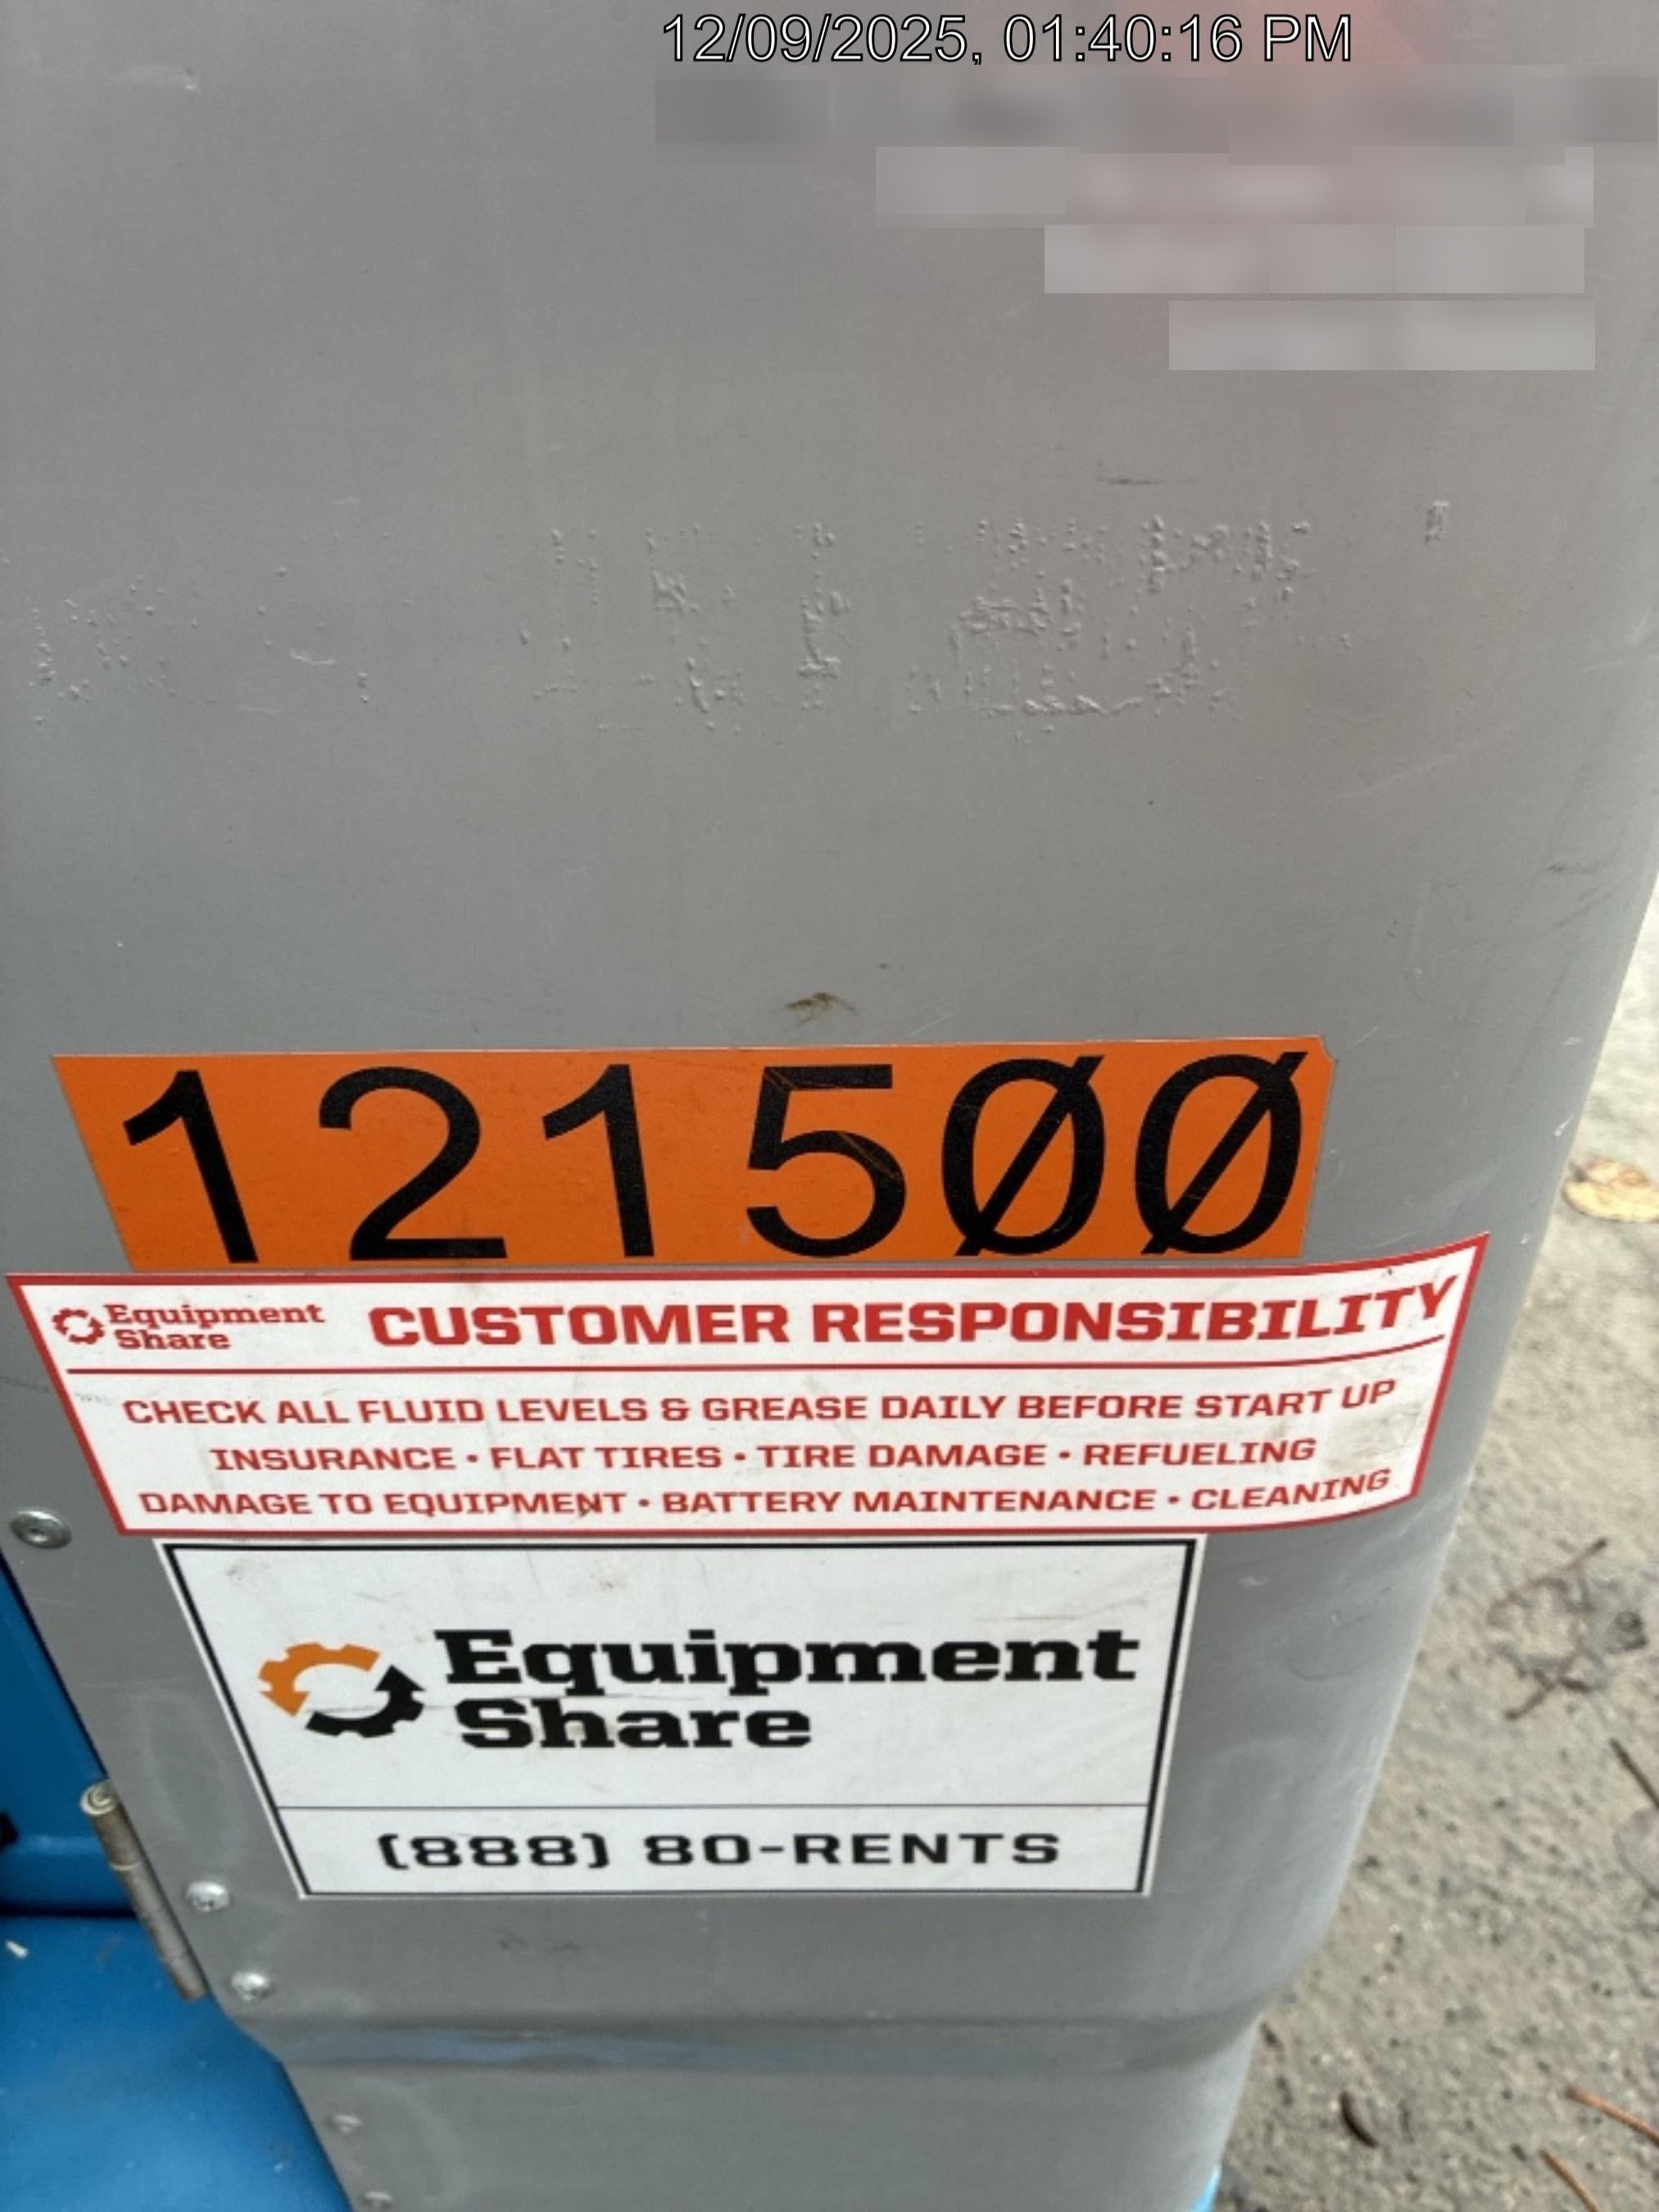 12/09/2025, 01:40:16 PM
1215ØØ
Equipment
Share
CUSTOMER RESPONSIBILITY
CHECK ALL FLUID LEVELS & GREASE DAILY BEFORE START UP
INSURANCE • FLAT TIRES • TIRE DAMAGE • REFUELING
DAMAGE TO EQUIPMENT • BATTERY MAINTENANCE • CLEANING
Equipment
Share
(888) 80-RENTS